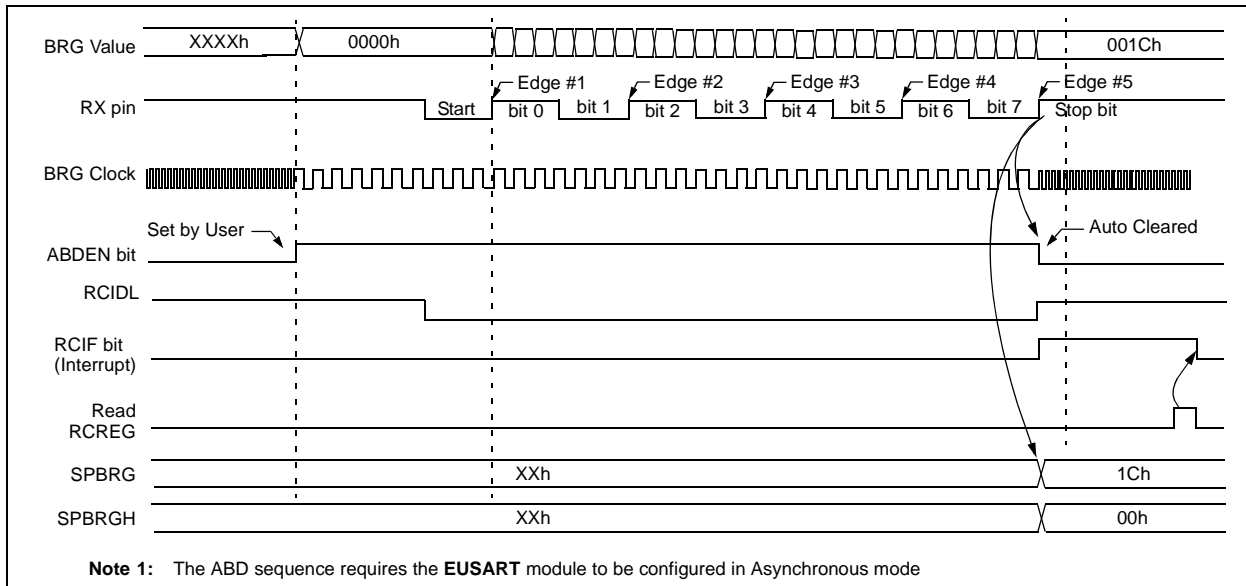 BRG Value XXXXh 0000h 001Ch
Edge #1 Edge #2 Edge #3 Edge #4 Edge #5
RX pin Start bit 0 bit 1 bit 2 bit 3 bit 4 bit 5 bit 6 bit 7 Stop bit
BRG Clock
Set by User Auto Cleared
ABDEN bit
RCIDL
RCIF bit
(Interrupt)
Read
RCREG
SPBRG XXh 1Ch
SPBRGH XXh 00h
Note 1: The ABD sequence requires the EUSART module to be configured in Asynchronous mode